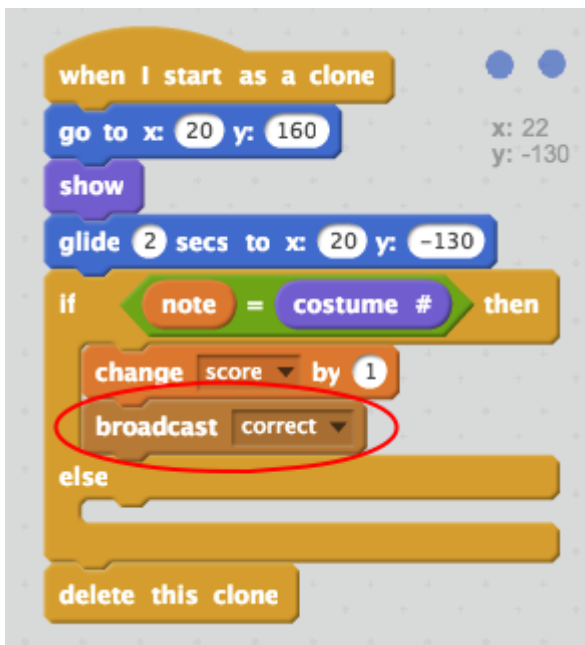 when I start as a clone
go to x: 20 y: 160
x: 22
y: -130
show
glide 2 secs to x: 20 y: -130
if note = costume # then
change score by 1
broadcast correct
else
delete this clone